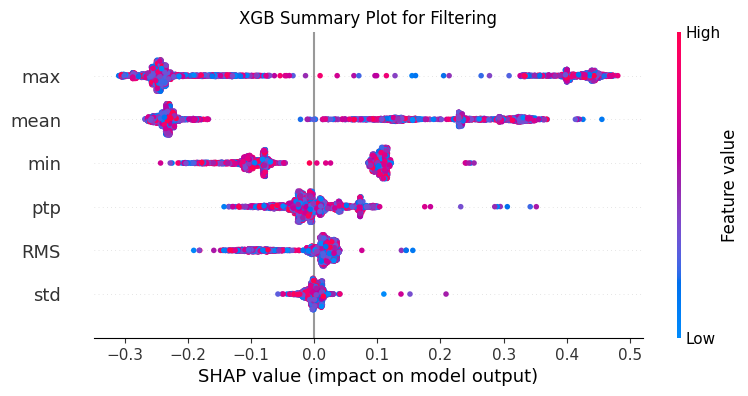 XGB Summary Plot for Filtering
High
max
mean
min
ptp
RMS
std
Feature value
Low
−0.3 −0.2 −0.1 0.0 0.1 0.2 0.3 0.4 0.5
SHAP value (impact on model output)